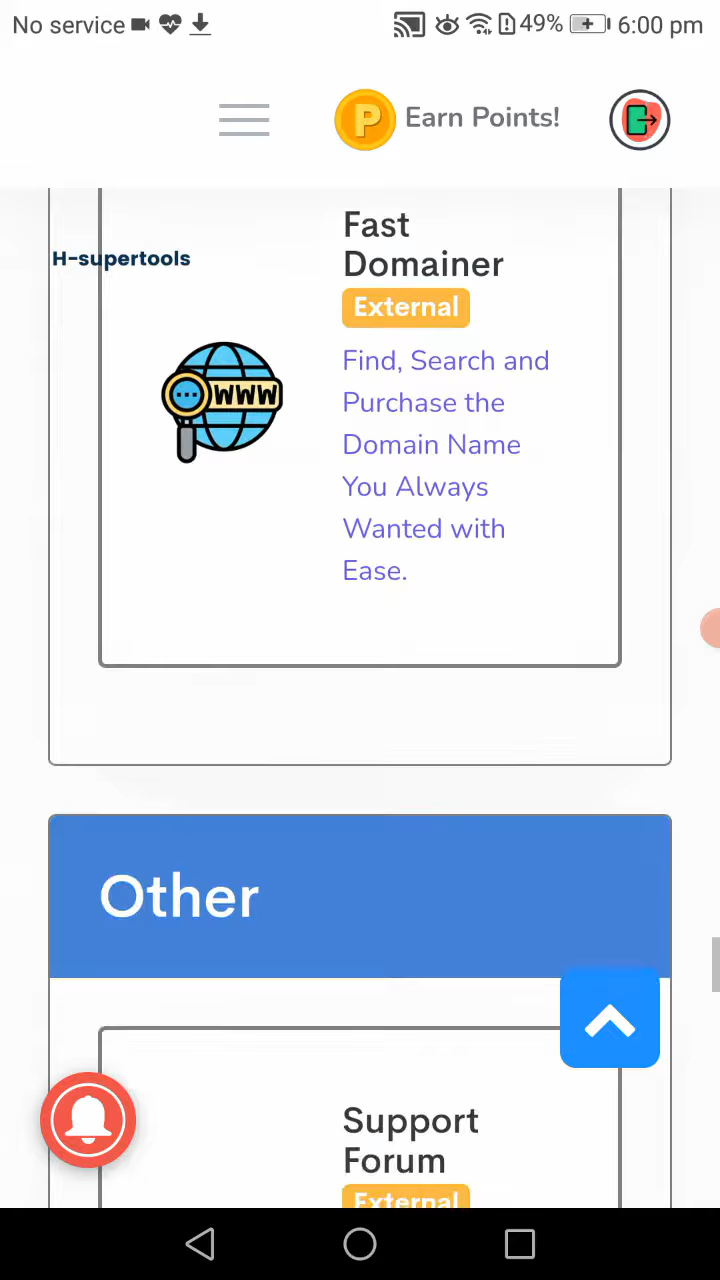 No service 49% 6:00 pm
P Earn Points!
Fast
Domainer
H-supertools
External
Find, Search and
Purchase the
Domain Name
You Always
Wanted with
Ease.
WWW
Other
Support
Forum
External